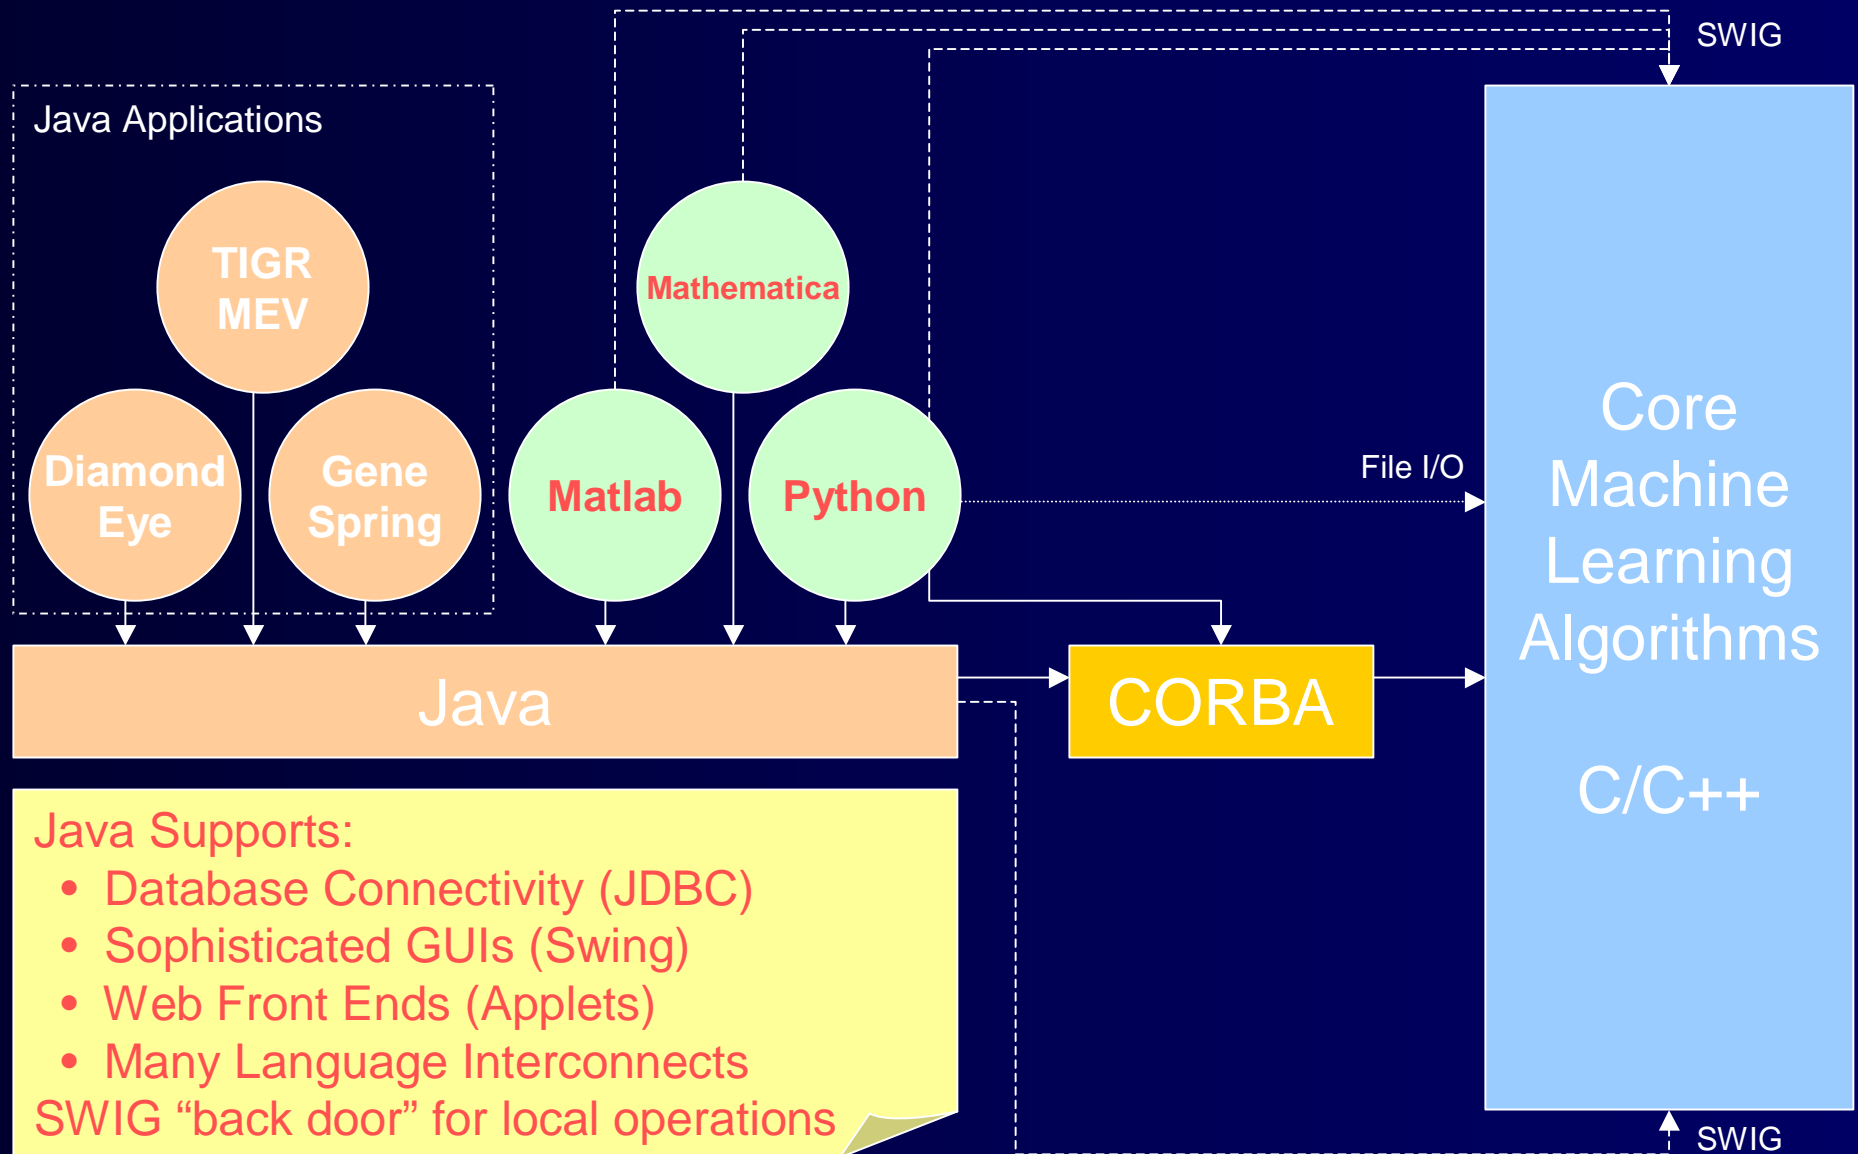 SWIG
Java Applications
TIGR
MEV
Mathematica
Diamond
Eye
Gene
Spring
Matlab
Python
File I/O
Core
Machine
Learning
Algorithms
C/C++
Java
CORBA
Java Supports:
• Database Connectivity (JDBC)
• Sophisticated GUIs (Swing)
• Web Front Ends (Applets)
• Many Language Interconnects
SWIG “back door” for local operations
SWIG